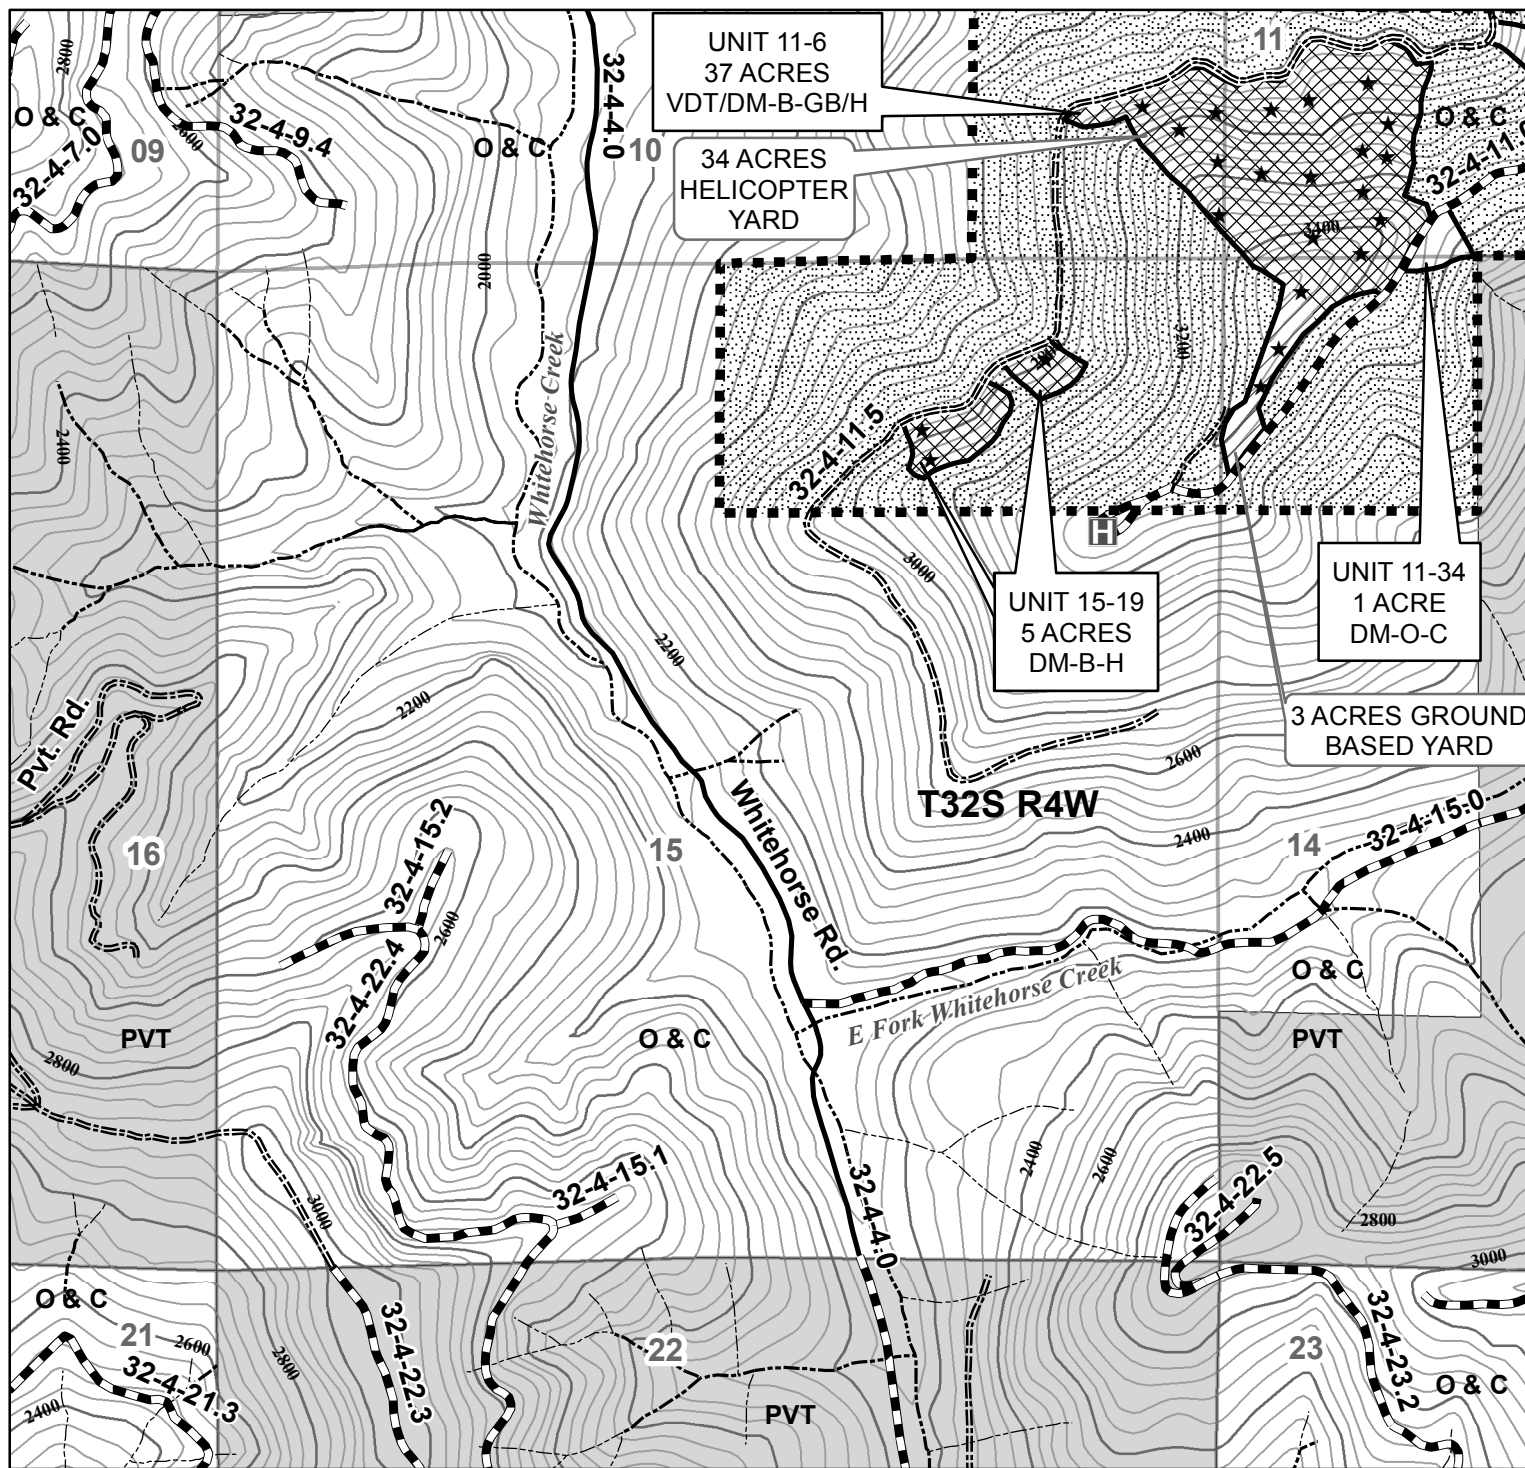 UNIT 11-6
37 ACRES
VDT/DM-B-GB/H
11
2800
O & C
32-4-7.0
09
2600
32-4-9.4
O & C
32-4-4.0
10
34 ACRES
HELICOPTER
YARD
O & C
32-4-11.0
3400
2000
Whitehorse Creek
3200
2800
2400
32-4-11.5
H
3000
UNIT 15-19
5 ACRES
DM-B-H
UNIT 11-34
1 ACRE
DM-O-C
2200
2200
Pvt. Rd.
3 ACRES GROUND
BASED YARD
2600
T32S R4W
Whitehorse Rd.
2400
32-4-15.0
16
32-4-15.2
15
14
2600
32-4-22.4
E Fork Whitehorse Creek
O & C
PVT
2800
O & C
PVT
32-4-15.1
3000
32-4-4.0
2400
2600
32-4-22.5
2800
3000
O & C
21
2600
32-4-21.3
2400
2800
32-4-22.3
22
PVT
23
32-4-23.2
O & C